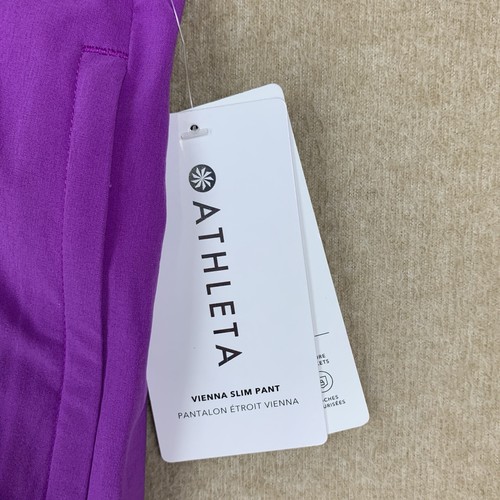 ATHLETA
VIENNA SLIM PANT
PANTALON ÉTROIT VIENNA